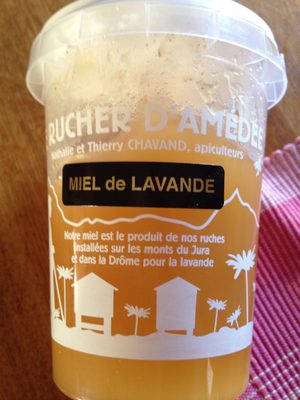 RUCHER D'AMÉDÉE
Nathalie et Thierry CHAVAND, apiculteurs
MIEL de LAVANDE
Notre miel est le produit de nos ruches
installées sur les monts du Jura
et dans la Drôme pour la lavande